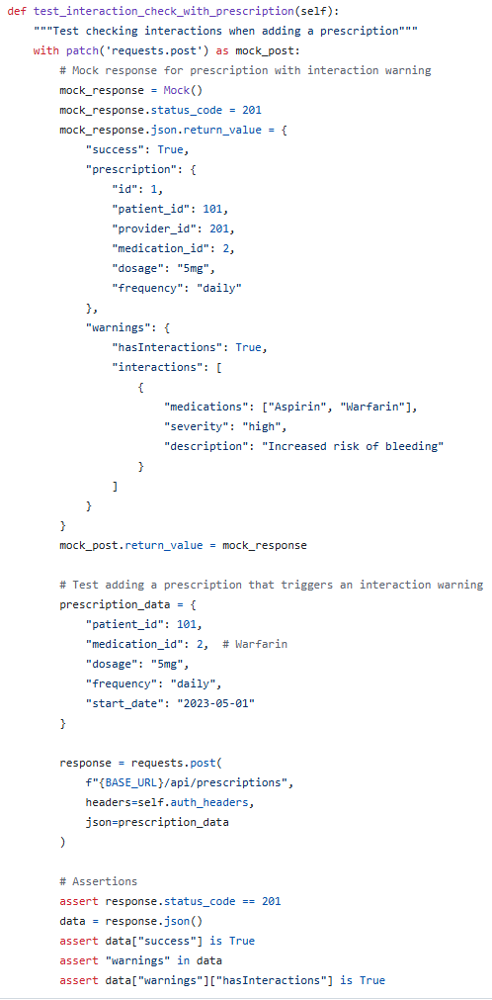 def test_interaction_check_with_prescription(self):
    """Test checking interactions when adding a prescription"""
    with patch('requests.post') as mock_post:
        # Mock response for prescription with interaction warning
        mock_response = Mock()
        mock_response.status_code = 201
        mock_response.json.return_value = {
            "success": True,
            "prescription": {
                "id": 1,
                "patient_id": 101,
                "provider_id": 201,
                "medication_id": 2,
                "dosage": "5mg",
                "frequency": "daily"
            },
            "warnings": {
                "hasInteractions": True,
                "interactions": [
                    {
                        "medications": ["Aspirin", "Warfarin"],
                        "severity": "high",
                        "description": "Increased risk of bleeding"
                    }
                ]
            }
        }
        mock_post.return_value = mock_response

        # Test adding a prescription that triggers an interaction warning
        prescription_data = {
            "patient_id": 101,
            "medication_id": 2,  # Warfarin
            "dosage": "5mg",
            "frequency": "daily",
            "start_date": "2023-05-01"
        }

        response = requests.post(
            f"{BASE_URL}/api/prescriptions",
            headers=self.auth_headers,
            json=prescription_data
        )

        # Assertions
        assert response.status_code == 201
        data = response.json()
        assert data["success"] is True
        assert "warnings" in data
        assert data["warnings"]["hasInteractions"] is True